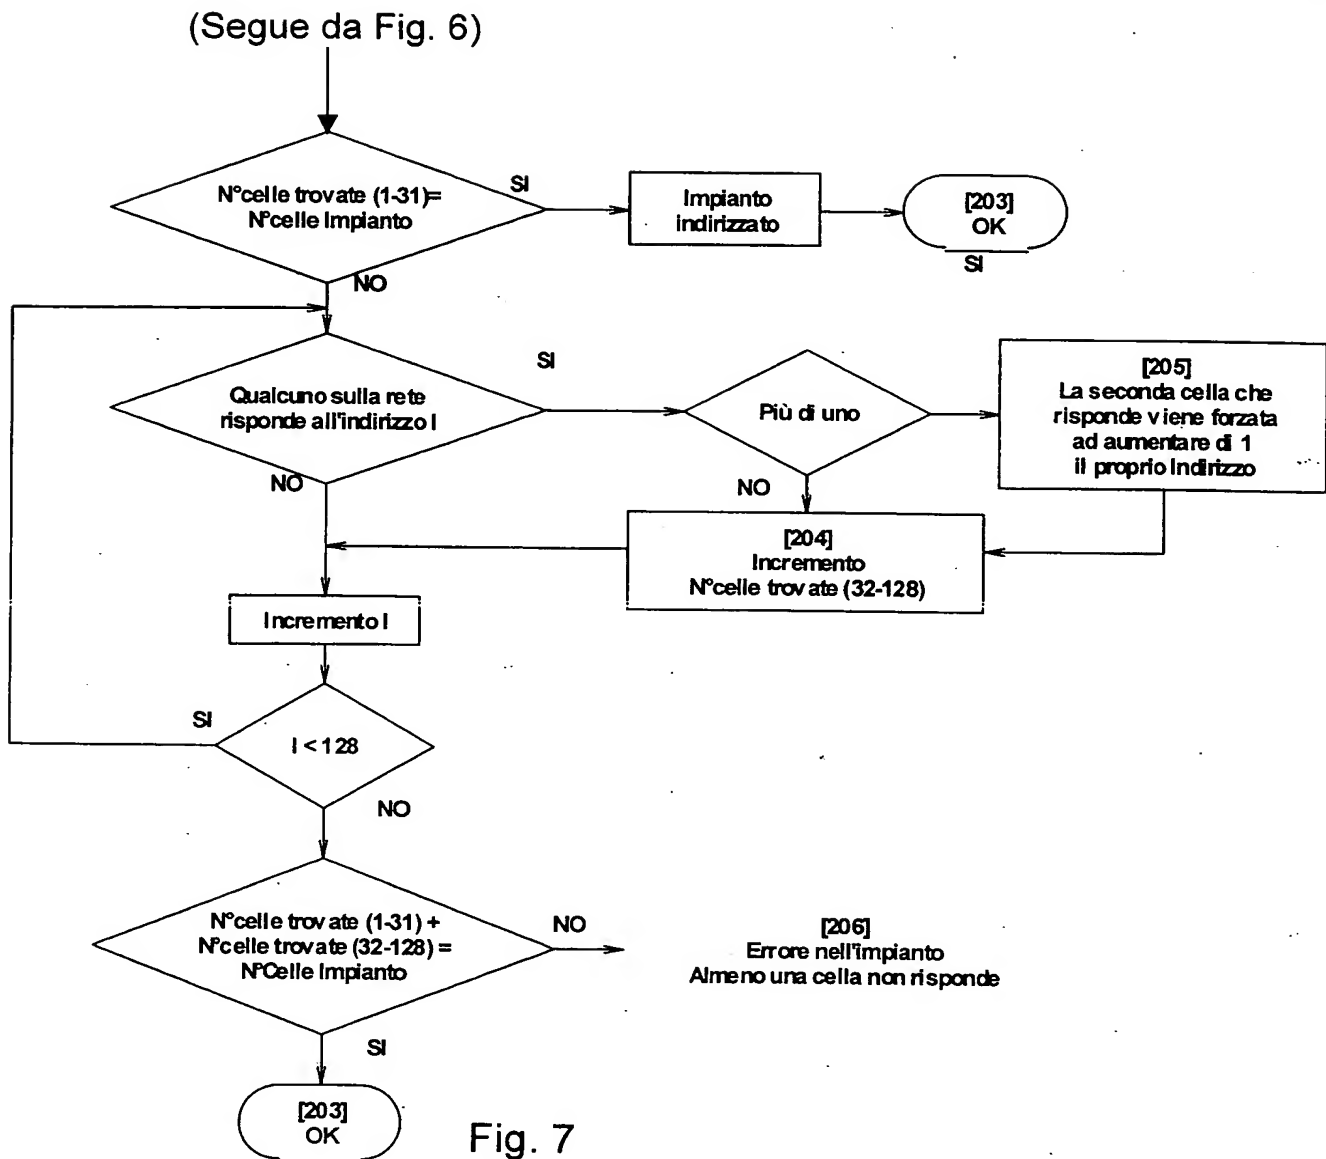 (Segue da Fig. 6)
N°celle trovate (1-31)=
N°celle Impianto
SI
Impianto
indirizzato
[203]
OK
SI
NO
Qualcuno sulla rete
risponde all'indirizzo I
SI
Più di uno
[205]
La seconda cella che
risponde viene forzata
ad aumentare di 1
il proprio Indirizzo
NO
NO
[204]
Incremento
N°celle trovate (32-128)
Incremento I
SI
I < 128
NO
N°celle trovate (1-31) +
N°celle trovate (32-128) =
N°Celle Impianto
NO
[206]
Errore nell'impianto
Almeno una cella non risponde
SI
[203]
OK
Fig. 7